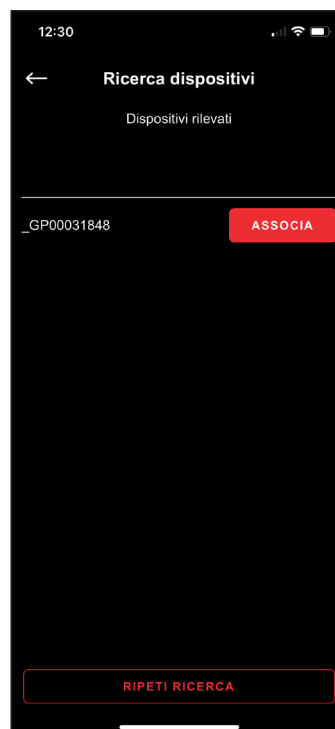 12:30
Ricerca dispositivi
Dispositivi rilevati
_GP00031848 ASSOCIA
RIPETI RICERCA